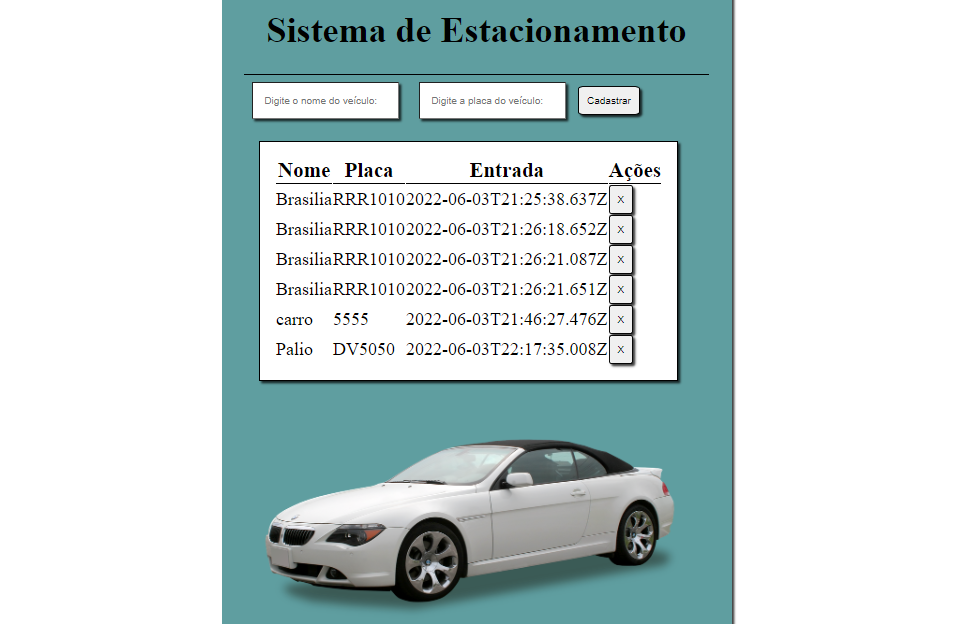 Sistema de Estacionamento
Digite o nome do veículo: Digite a placa do veículo: Cadastrar
Nome Placa Entrada Ações
Brasilia RRR1010 2022-06-03T21:25:38.637Z X
Brasilia RRR1010 2022-06-03T21:26:18.652Z X
Brasilia RRR1010 2022-06-03T21:26:21.087Z X
Brasilia RRR1010 2022-06-03T21:26:21.651Z X
carro 5555 2022-06-03T21:46:27.476Z X
Palio DV5050 2022-06-03T22:17:35.008Z X